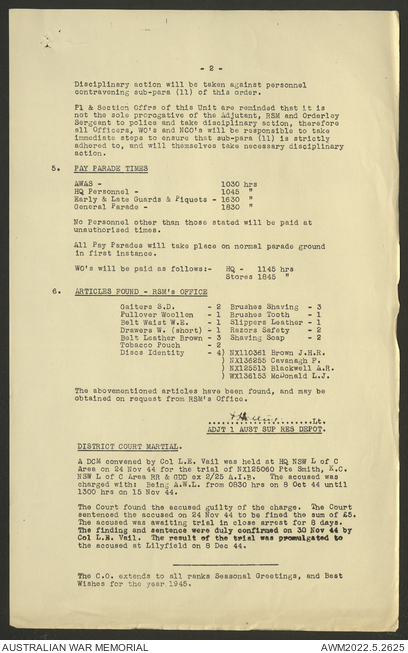 - 2 -
Disciplinary action will be taken against personnel
contravening sub-para (11) of this order.
Pl & Section Offrs of this Unit are reminded that it is
not the sole prorogative of the Adjutant, RSM and Orderley
Sergeant to police and take disciplinary action, therefore
all Officers, WO's and NCO's will be responsible to take
immediate steps to ensure that sub-para (11) is strictly
adhered to, and will themselves take necessary disciplinary
action.
5. PAY PARADE TIMES
AWAS - 1030 hrs
HQ Personnel - 1045 "
Early & Late Guards & Piquets - 1630 "
General Parade - 1830 "
No Personnel other than those stated will be paid at
unauthorised times.
All Pay Parades will take place on normal parade ground
in first instance.
WO's will be paid as follows:- HQ - 1145 hrs
Stores 1845 "
6. ARTICLES FOUND - RSM's OFFICE
Gaiters S.D. - 2 Brushes Shaving - 3
Pullover Woollen - 1 Brushes Tooth - 1
Belt Waist W.E. - 1 Slippers Leather - 1
Drawers W. (short) - 1 Razors Safety - 2
Belt Leather Brown - 3 Shaving Soap - 2
Tobacco Pouch - 2
Discs Identity - 4) NX110361 Brown J.H.R.
) NX136255 Cavanagh F.
) NX125513 Blackwell A.R.
) WX136153 McDonald L.J.
The abovementioned articles have been found, and may be
obtained on request from RSM's Office.
Lt.
ADJT 1 AUST SUP RES DEPOT.
DISTRICT COURT MARTIAL.
A DCM convened by Col L.E. Vail was held at HQ NSW L of C
Area on 24 Nov 44 for the trial of NX125060 Pte Smith, K.C.
NSW L of C Area RR & GDD ex 2/25 A.I.B. The accused was
charged with: Being A.W.L. from 0830 hrs on 8 Oct 44 until
1300 hrs on 15 Nov 44.
The Court found the accused guilty of the charge. The Court
sentenced the accused on 24 Nov 44 to be fined the sum of £5.
The accused was awaiting trial in close arrest for 8 days.
The finding and sentence were duly confirmed on 30 Nov 44 by
Col L.E. Vail. The result of the trial was promulgated to
the accused at Lilyfield on 8 Dec 44.
The C.O. extends to all ranks Seasonal Greetings, and Best
Wishes for the year 1945.
AUSTRALIAN WAR MEMORIAL
AWM2022.5.2625